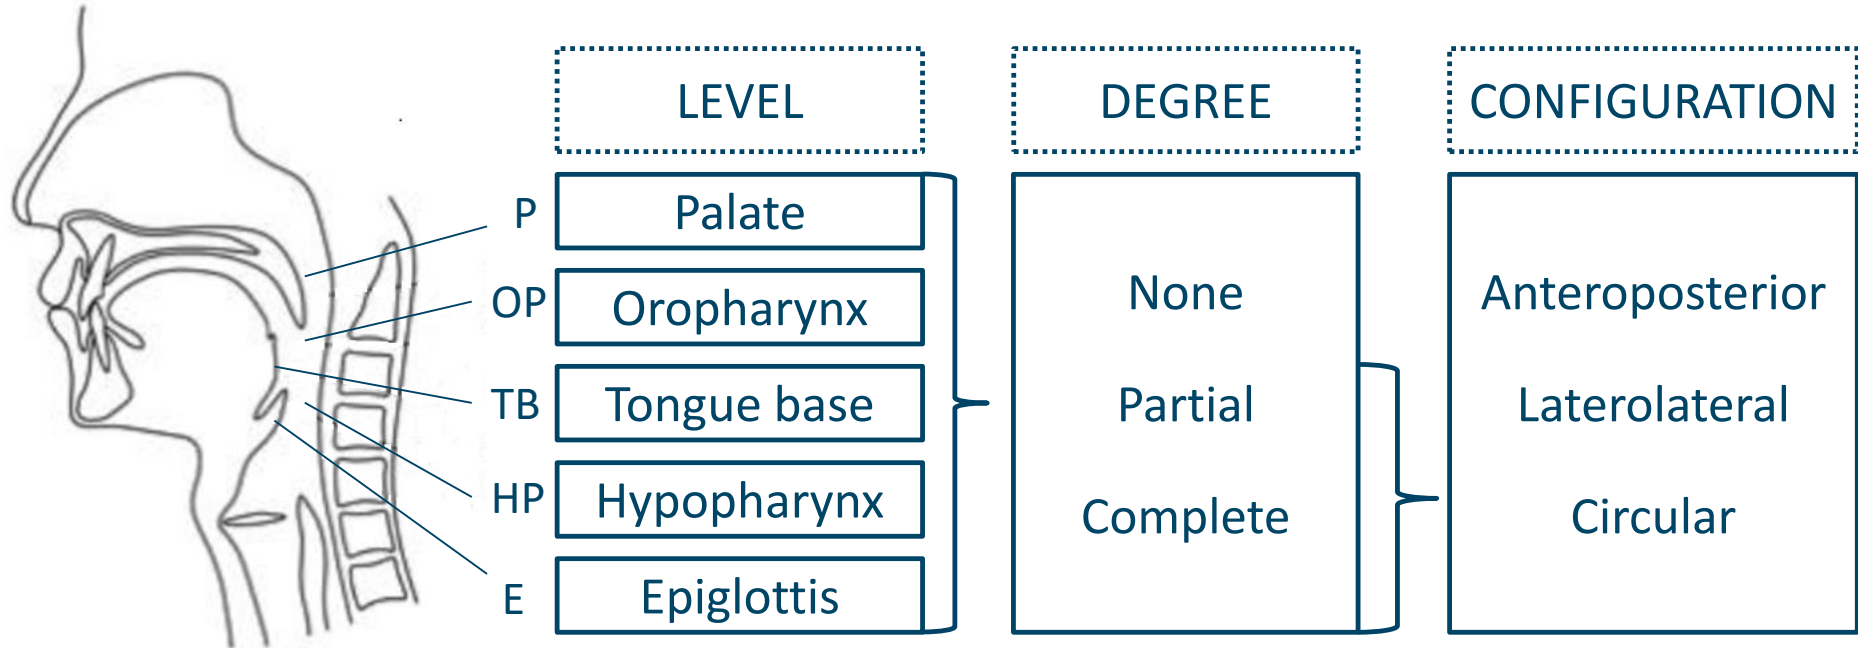 LEVEL
DEGREE
CONFIGURATION
P
Palate
OP
Oropharynx
TB
Tongue base
HP
Hypopharynx
E
Epiglottis
None
Partial
Complete
Anteroposterior
Laterolateral
Circular